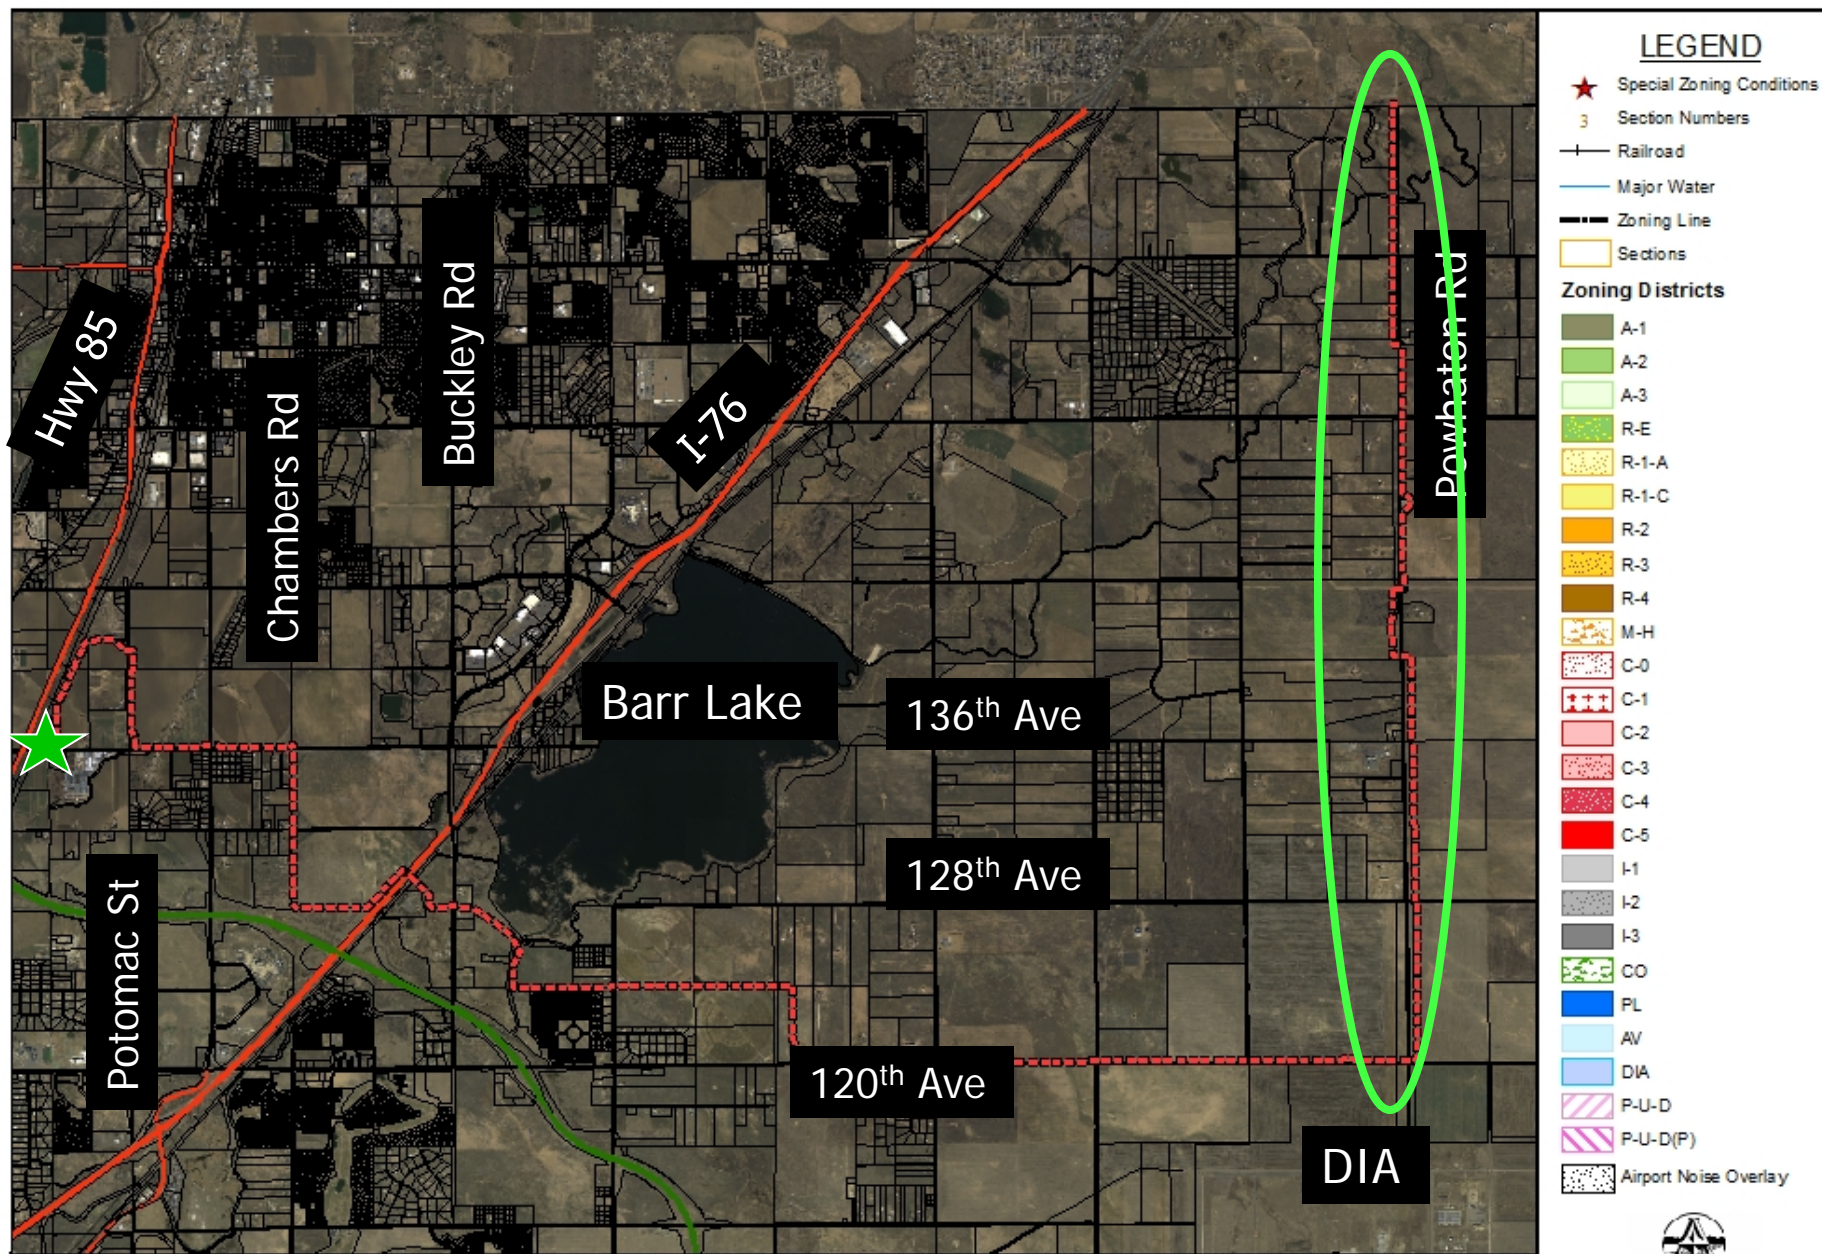 Hwy 85
Chambers Rd
Buckley Rd
I-76
Powhaton Rd
Barr Lake
136th Ave
128th Ave
Potomac St
120th Ave
DIA
LEGEND
Special Zoning Conditions
3 Section Numbers
Railroad
Major Water
Zoning Line
Sections
Zoning Districts
A-1
A-2
A-3
R-E
R-1-A
R-1-C
R-2
R-3
R-4
M-H
C-0
C-1
C-2
C-3
C-4
C-5
I-1
I-2
I-3
CO
PL
AV
DIA
P-U-D
P-U-D(P)
Airport Noise Overlay